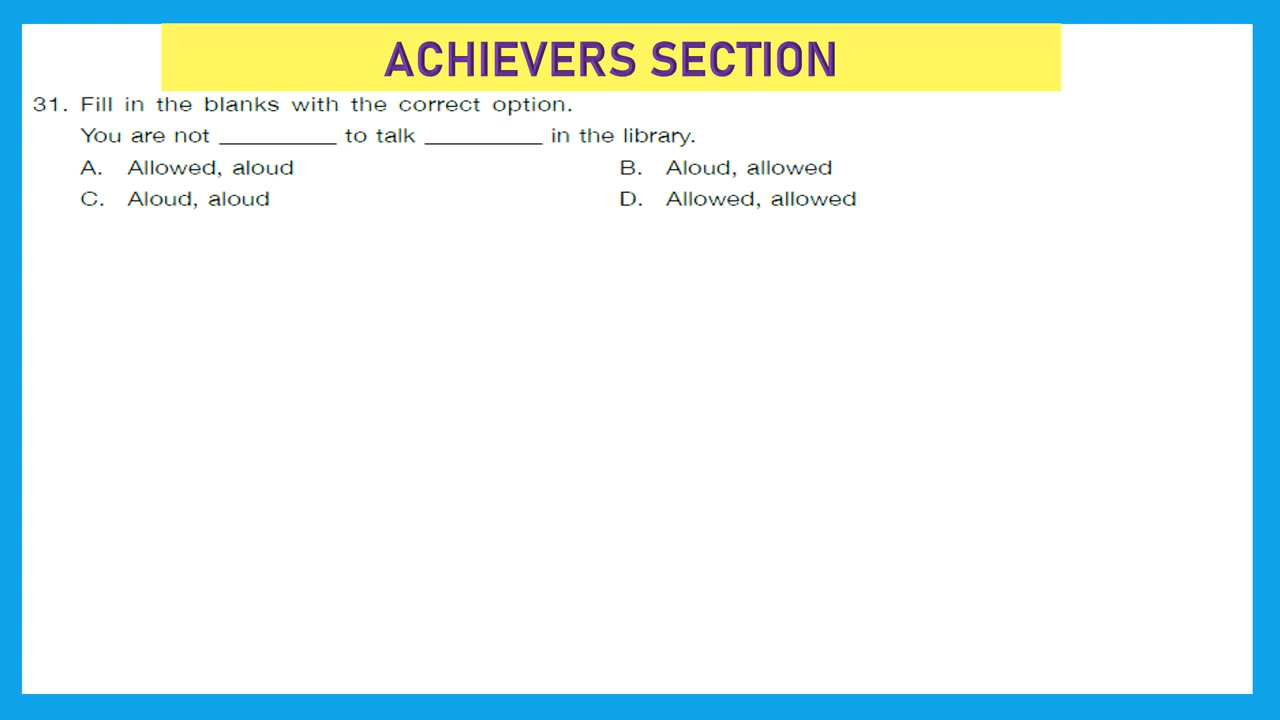 ACHIEVERS SECTION
31. Fill in the blanks with the correct option.
You are not __________ to talk __________ in the library.
A. Allowed, aloud B. Aloud, allowed
C. Aloud, aloud D. Allowed, allowed